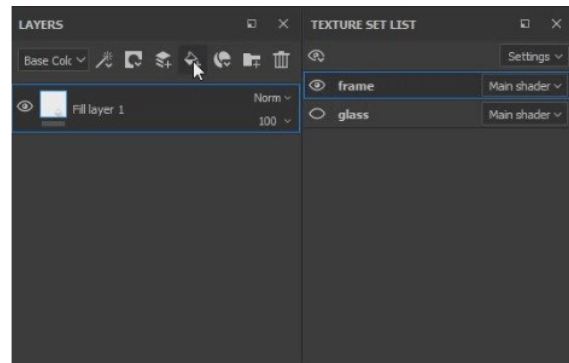 LAYERS
Base Colc
Fill layer 1
Norm
100
TEXTURE SET LIST
Settings
frame
Main shader
glass
Main shader